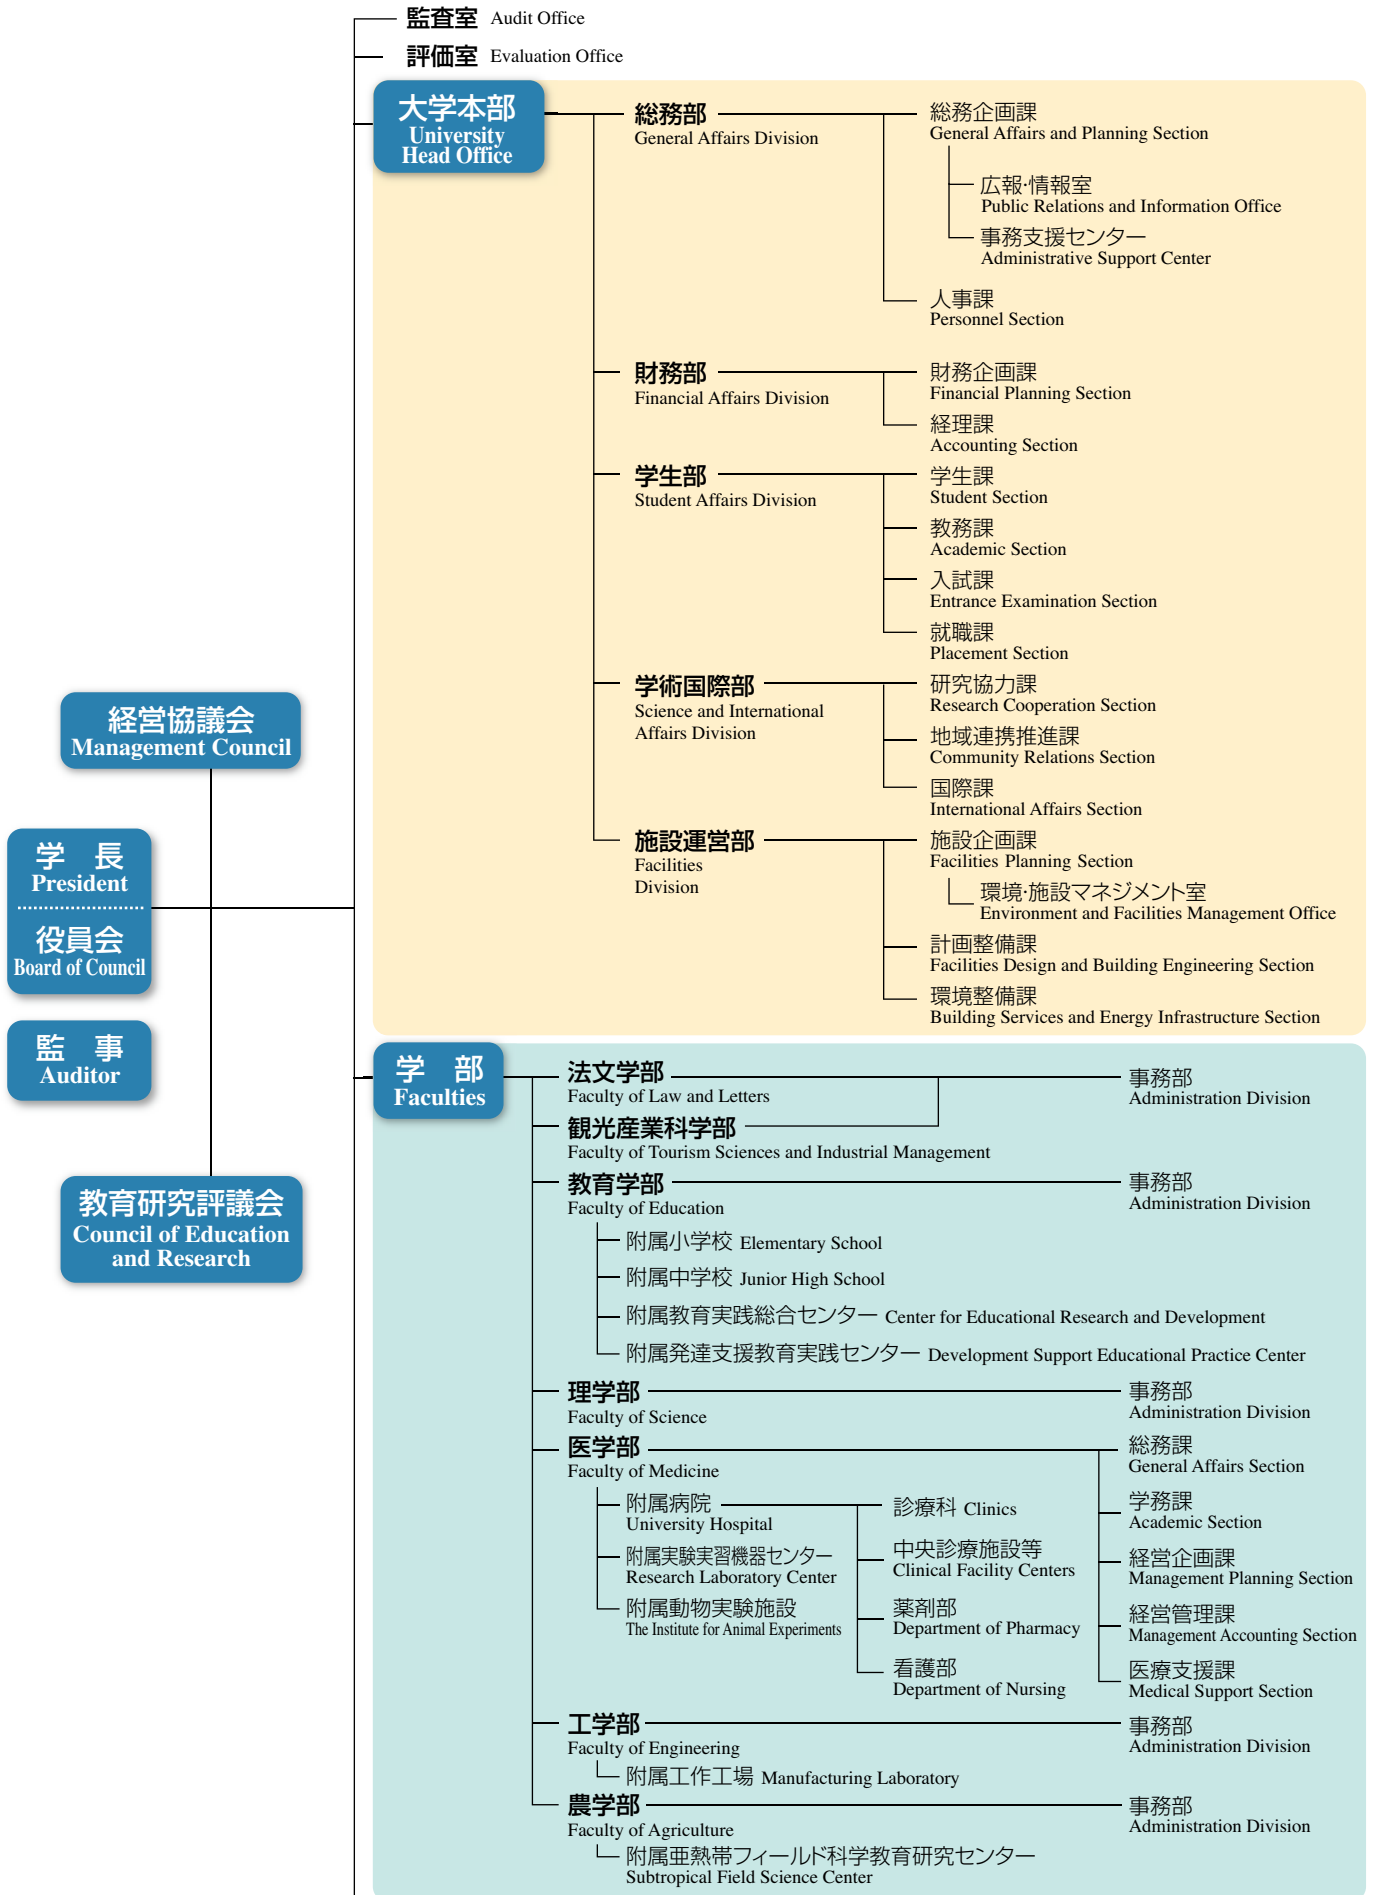 監査室 Audit Office
評価室 Evaluation Office
大学本部
University
Head Office
総務部
General Affairs Division
総務企画課
General Affairs and Planning Section
広報・情報室
Public Relations and Information Office
事務支援センター
Administrative Support Center
人事課
Personnel Section
財務部
Financial Affairs Division
財務企画課
Financial Planning Section
経理課
Accounting Section
学生部
Student Affairs Division
学生課
Student Section
教務課
Academic Section
入試課
Entrance Examination Section
就職課
Placement Section
学術国際部
Science and International
Affairs Division
研究協力課
Research Cooperation Section
地域連携推進課
Community Relations Section
国際課
International Affairs Section
施設運営部
Facilities
Division
施設企画課
Facilities Planning Section
環境・施設マネジメント室
Environment and Facilities Management Office
計画整備課
Facilities Design and Building Engineering Section
環境整備課
Building Services and Energy Infrastructure Section
経営協議会
Management Council
学 長
President
役員会
Board of Council
監 事
Auditor
教育研究評議会
Council of Education
and Research
学 部
Faculties
法文学部
Faculty of Law and Letters
事務部
Administration Division
観光産業科学部
Faculty of Tourism Sciences and Industrial Management
教育学部
Faculty of Education
事務部
Administration Division
附属小学校 Elementary School
附属中学校 Junior High School
附属教育実践総合センター Center for Educational Research and Development
附属発達支援教育実践センター Development Support Educational Practice Center
理学部
Faculty of Science
事務部
Administration Division
医学部
Faculty of Medicine
附属病院
University Hospital
附属実験実習機器センター
Research Laboratory Center
附属動物実験施設
The Institute for Animal Experiments
診療科 Clinics
中央診療施設等
Clinical Facility Centers
薬剤部
Department of Pharmacy
看護部
Department of Nursing
総務課
General Affairs Section
学務課
Academic Section
経営企画課
Management Planning Section
経営管理課
Management Accounting Section
医療支援課
Medical Support Section
工学部
Faculty of Engineering
事務部
Administration Division
附属工作工場 Manufacturing Laboratory
農学部
Faculty of Agriculture
事務部
Administration Division
附属亜熱帯フィールド科学教育研究センター
Subtropical Field Science Center